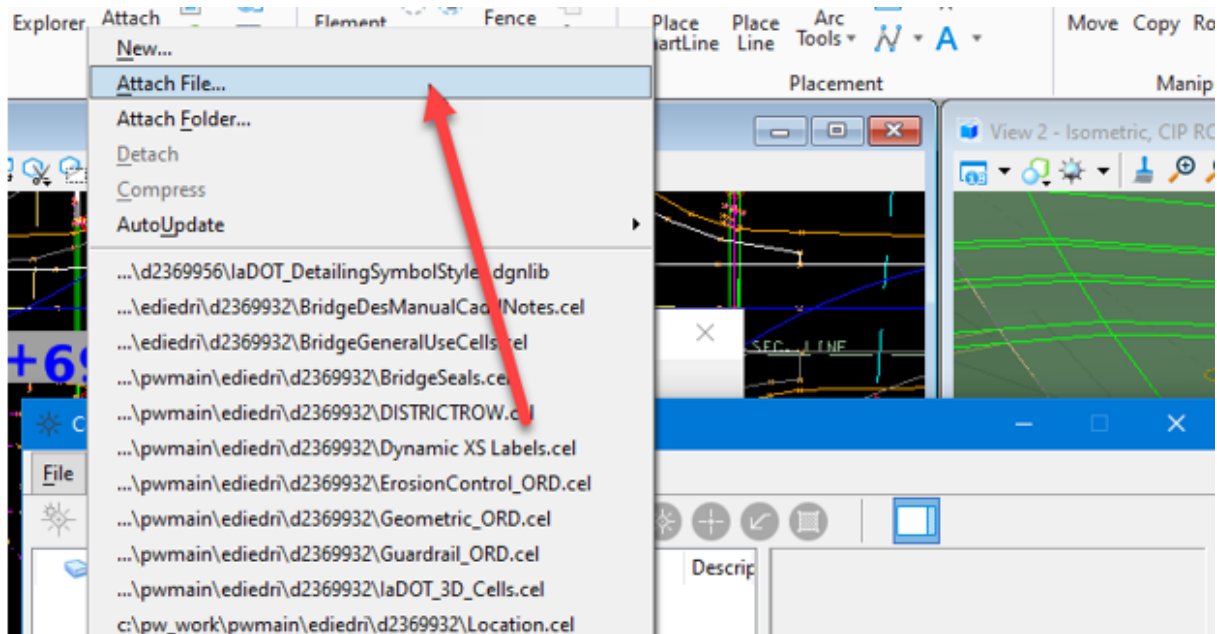 Explorer Attach Element Fence Place Place Arc Move Copy
Line Tools
A
Placement
New...
Attach File...
Attach Folder...
Detach
Compress
AutoUpdate
View 2 - Isometric, CIP
...\d2369956\IaDOT_DetailingSymbolStyle dgnlib
...\ediedri\d2369932\BridgeDesManualCa Notes.cel
...\ediedri\d2369932\BridgeGeneralUseCells cel
SEC. LINE
+69
...\pwmain\ediedri\d2369932\BridgeSeals.ce
...\pwmain\ediedri\d2369932\DISTRICTROW.
...\pwmain\ediedri\d2369932\Dynamic XS Labels.cel
File
...\pwmain\ediedri\d2369932\ErosionControl_ORD.cel
...\pwmain\ediedri\d2369932\Geometric_ORD.cel
...\pwmain\ediedri\d2369932\Guardrail_ORD.cel
...\pwmain\ediedri\d2369932\IaDOT_3D_Cells.cel
c:\pw_work\pwmain\ediedri\d2369932\Location.cel
Descrip